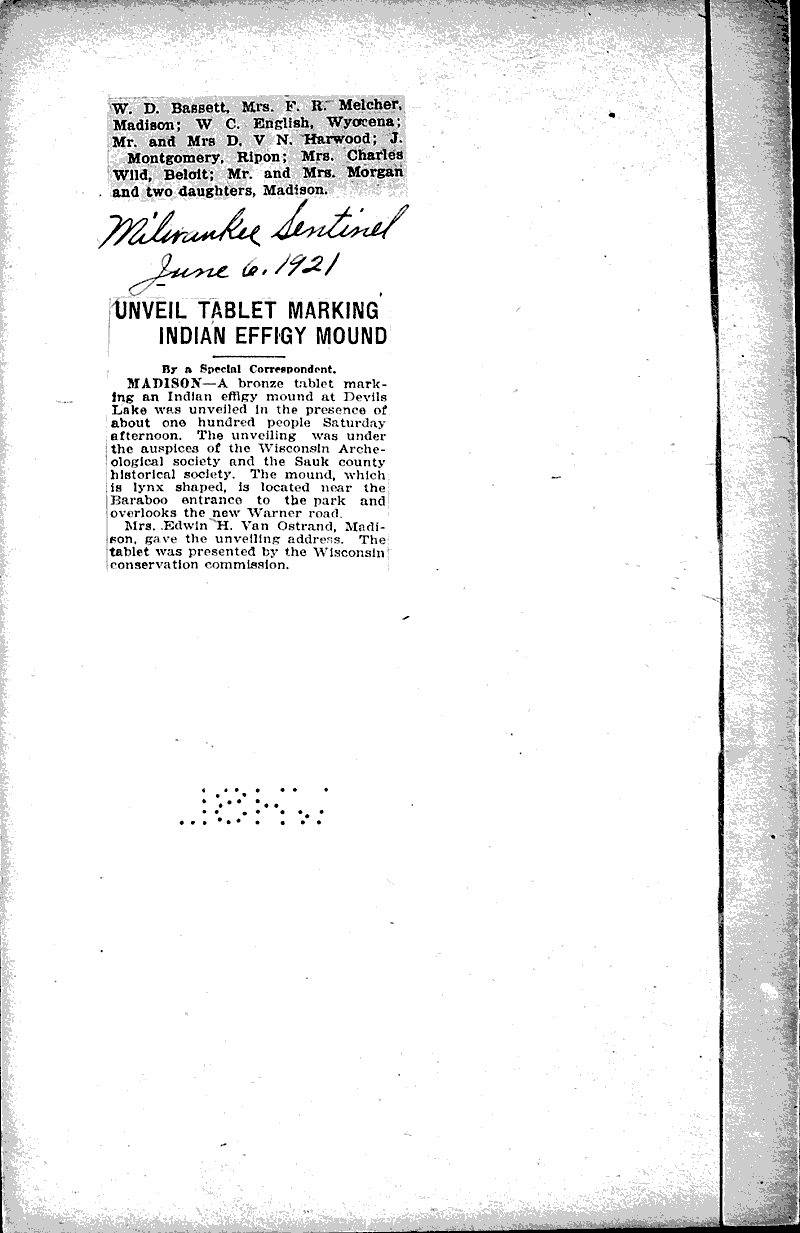 W. D. Bassett, Mrs. F. R. Melcher,
Madison; W C. English, Wyocena;
Mr. and Mrs D. V N. Harwood; J.
Montgomery, Ripon; Mrs. Charles
Wild, Beloit; Mr. and Mrs. Morgan
and two daughters, Madison.
Milwaukee Sentinel
June 6, 1921
UNVEIL TABLET MARKING
INDIAN EFFIGY MOUND
By a Special Correspondent.
MADISON—A bronze tablet mark-
ing an Indian effigy mound at Devils
Lake was unveiled in the presence of
about one hundred people Saturday
afternoon. The unveiling was under
the auspices of the Wisconsin Arche-
ological society and the Sauk county
historical society. The mound, which
is lynx shaped, is located near the
Baraboo entrance to the park and
overlooks the new Warner road.
Mrs. Edwin H. Van Ostrand, Madi-
son, gave the unveiling address. The
tablet was presented by the Wisconsin
conservation commission.